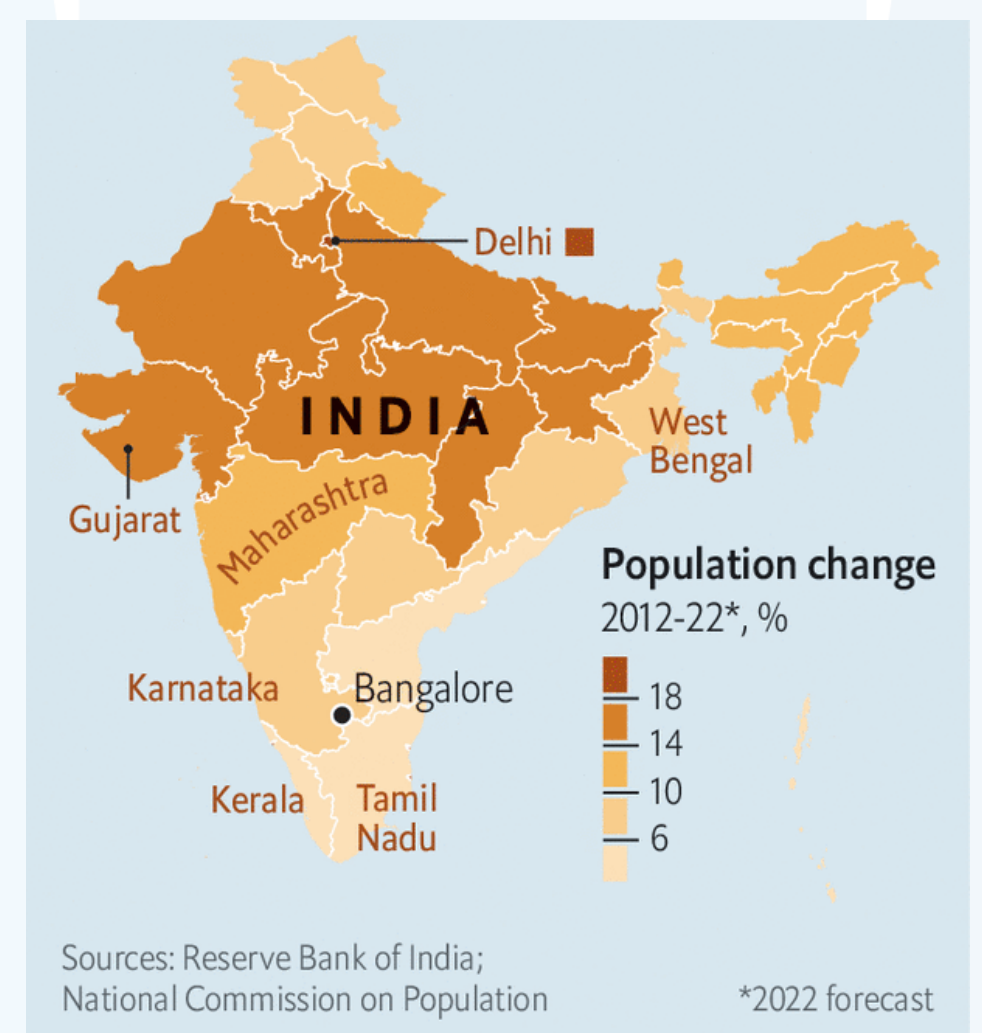 Delhi
INDIA
West
Bengal
Gujarat
Maharashtra
Population change
2012-22*, %
18
14
10
6
Karnataka
Bangalore
Kerala
Tamil
Nadu
Sources: Reserve Bank of India;
National Commission on Population
*2022 forecast